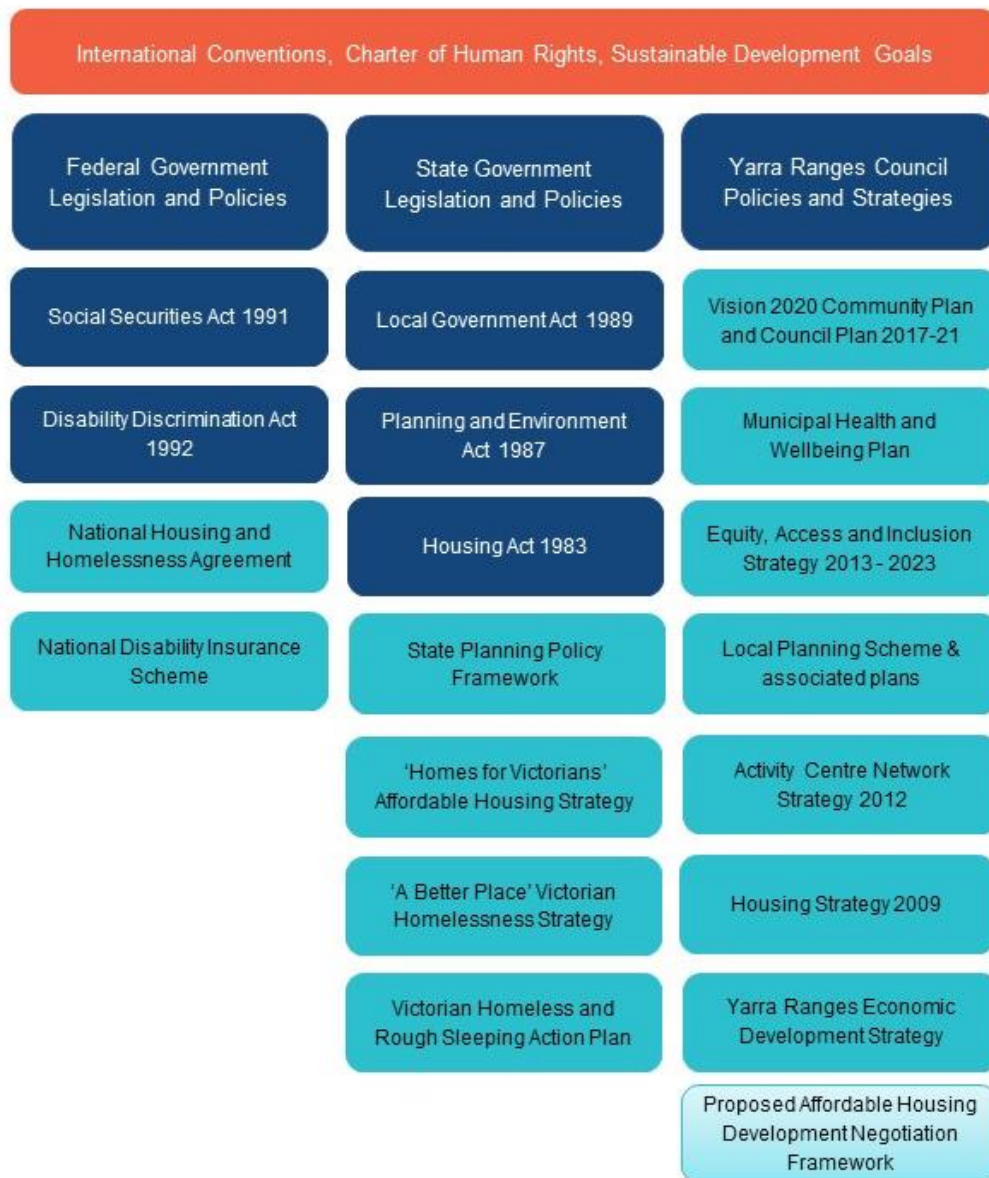 International Conventions, Charter of Human Rights, Sustainable Development Goals
Federal Government
Legislation and Policies
Social Securities Act 1991
Disability Discrimination Act
1992
National Housing and
Homelessness Agreement
National Disability Insurance
Scheme
State Government
Legislation and Policies
Local Government Act 1989
Planning and Environment
Act 1987
Housing Act 1983
State Planning Policy
Framework
‘Homes for Victorians’
Affordable Housing Strategy
‘A Better Place’ Victorian
Homelessness Strategy
Victorian Homeless and
Rough Sleeping Action Plan
Yarra Ranges Council
Policies and Strategies
Vision 2020 Community Plan
and Council Plan 2017-21
Municipal Health and
Wellbeing Plan
Equity, Access and Inclusion
Strategy 2013 - 2023
Local Planning Scheme &
associated plans
Activity Centre Network
Strategy 2012
Housing Strategy 2009
Yarra Ranges Economic
Development Strategy
Proposed Affordable Housing
Development Negotiation
Framework